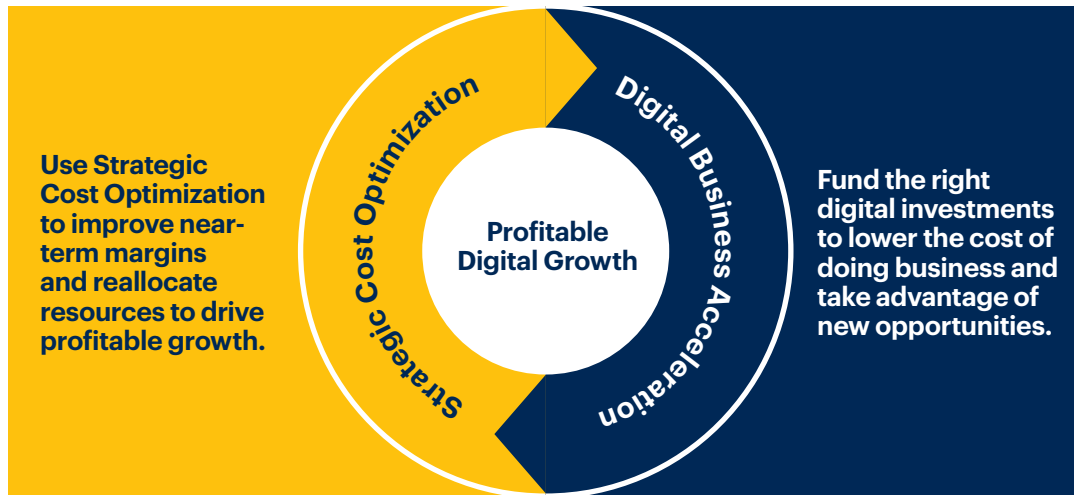 Use Strategic
Cost Optimization
to improve near-
term margins
and reallocate
resources to drive
profitable growth.
Strategic Cost Optimization
Profitable
Digital Growth
Digital Business Acceleration
Fund the right
digital investments
to lower the cost of
doing business and
take advantage of
new opportunities.